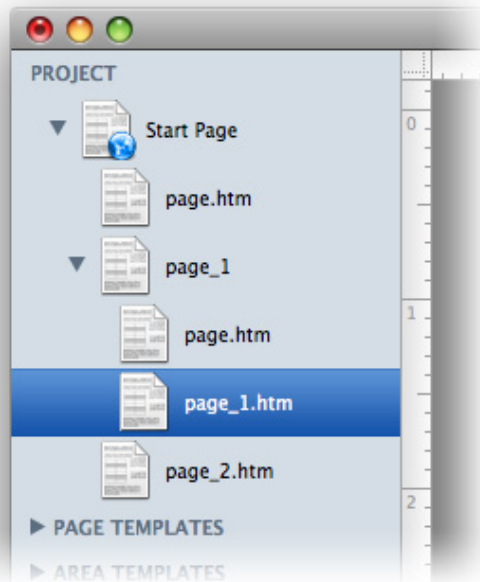 PROJECT
Start Page
page.htm
page_1
page.htm
page_1.htm
page_2.htm
PAGE TEMPLATES
AREA TEMPLATES
0
1
2